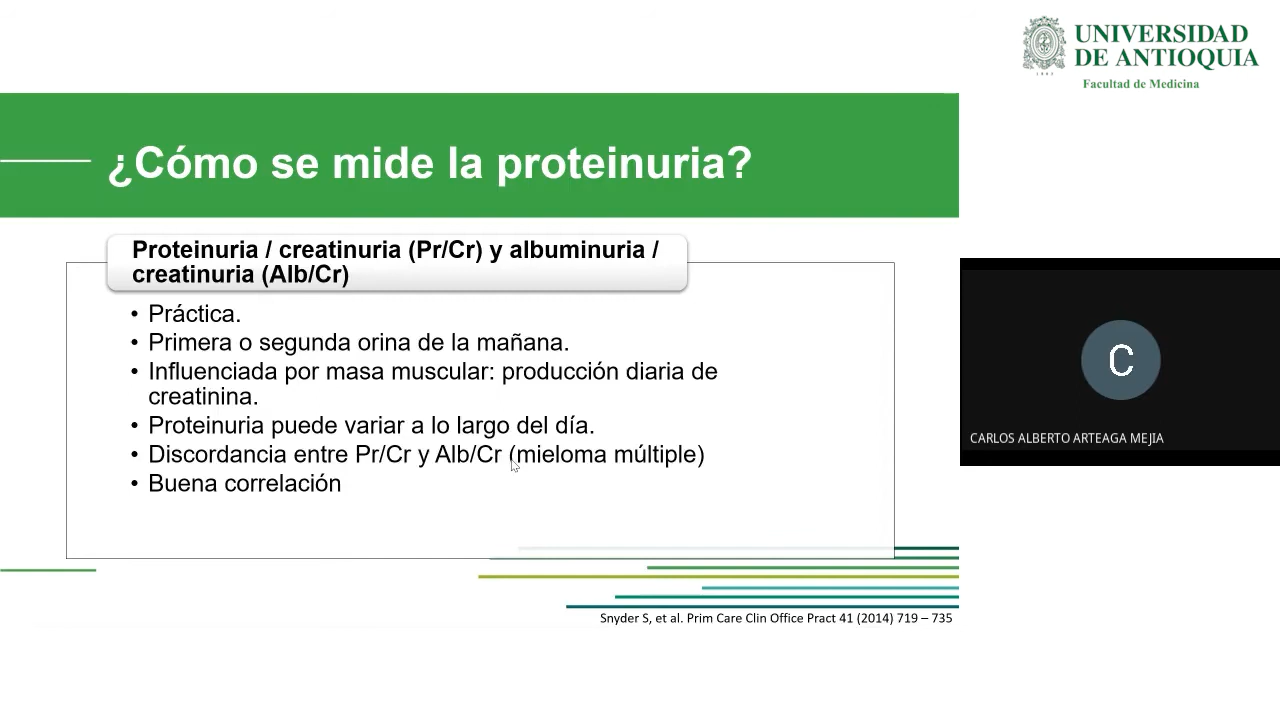 UNIVERSIDAD
DE ANTIOQUIA
1803
Facultad de Medicina
¿Cómo se mide la proteinuria?
Proteinuria / creatinuria (Pr/Cr) y albuminuria /
creatinuria (Alb/Cr)
• Práctica.
• Primera o segunda orina de la mañana.
• Influenciada por masa muscular: producción diaria de
creatinina.
• Proteinuria puede variar a lo largo del día.
• Discordancia entre Pr/Cr y Alb/Cr (mieloma múltiple)
• Buena correlación
C
CARLOS ALBERTO ARTEAGA MEJIA
Snyder S, et al. Prim Care Clin Office Pract 41 (2014) 719 – 735